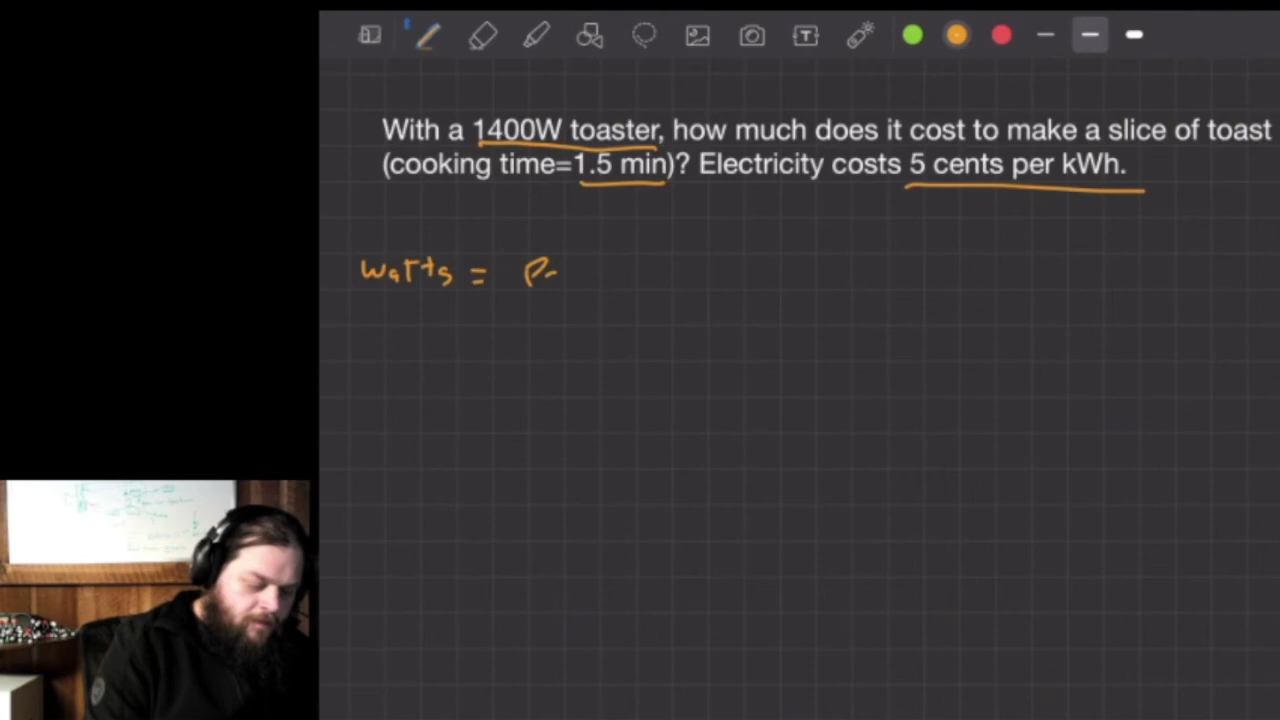 With a 1400W toaster, how much does it cost to make a slice of toast
(cooking time=1.5 min)? Electricity costs 5 cents per kWh.
watts =